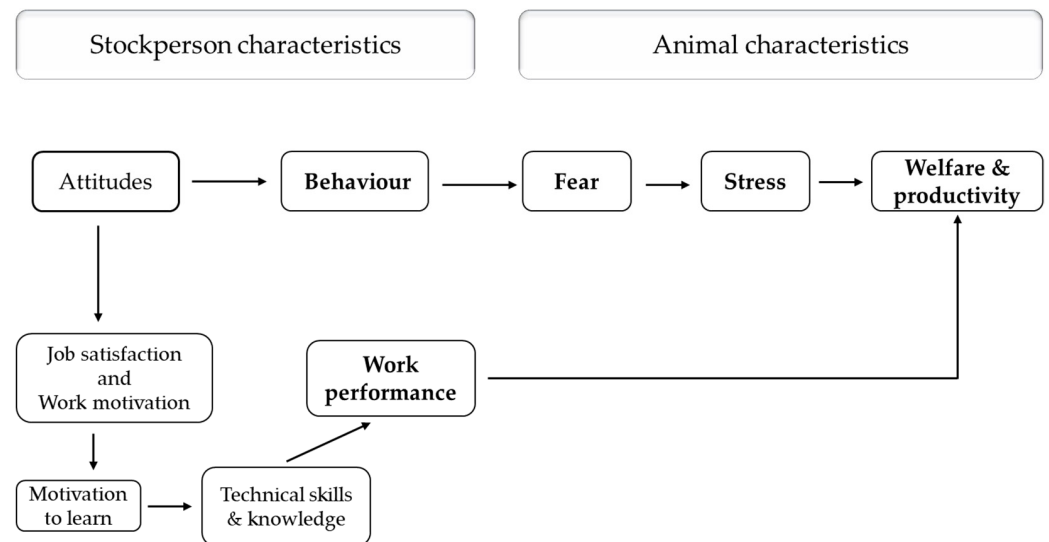 Stockperson characteristics
Animal characteristics
Attitudes
Behaviour
Fear
Stress
Welfare &
productivity
Job satisfaction
and
Work motivation
Work
performance
Motivation
to learn
Technical skills
& knowledge